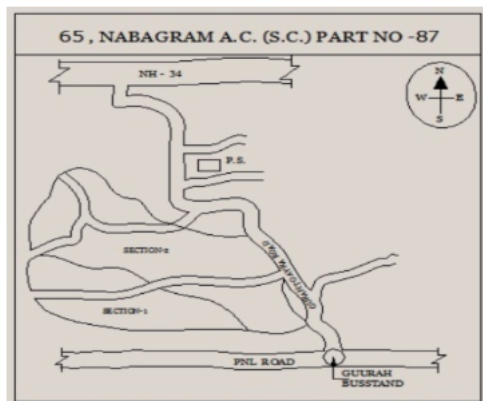 65, NABAGRAM A.C. (S.C.) PART NO -87
NH - 34
N
W E
S
P.S.
SECTION-2
SECTION-1
PNL ROAD
GUURAH
BUSSTAND